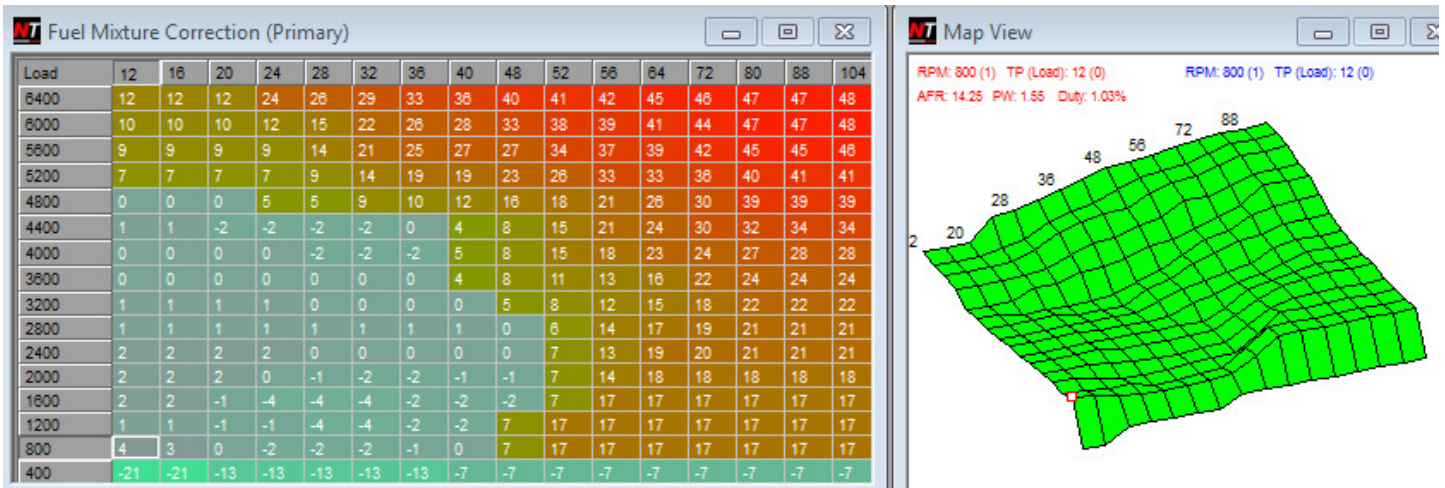 NT Fuel Mixture Correction (Primary)
Load 12 16 20 24 28 32 36 40 48 52 56 64 72 80 88 104
6400 12 12 12 24 26 29 33 36 40 41 42 45 46 47 47 48
6000 10 10 10 12 15 22 26 28 33 38 39 41 44 47 47 48
5600 9 9 9 9 14 21 25 27 27 34 37 39 42 45 45 46
5200 7 7 7 7 9 14 19 19 23 26 33 33 36 40 41 41
4800 0 0 0 5 5 9 10 12 16 18 21 26 30 39 39 39
4400 1 1 -2 -2 -2 -2 0 4 8 15 21 24 30 32 34 34
4000 0 0 0 0 -2 -2 -2 5 8 15 18 23 24 27 28 28
3600 0 0 0 0 0 0 0 4 8 11 13 16 22 24 24 24
3200 1 1 1 1 0 0 0 0 5 8 12 15 18 22 22 22
2800 1 1 1 1 1 1 1 1 0 6 14 17 19 21 21 21
2400 2 2 2 2 0 0 0 0 0 7 13 19 20 21 21 21
2000 2 2 2 0 -1 -2 -2 -1 -1 7 14 18 18 18 18 18
1600 2 2 -1 -4 -4 -4 -2 -2 -2 7 17 17 17 17 17 17
1200 1 1 -1 -1 -4 -4 -2 -2 7 17 17 17 17 17 17 17
800 4 3 0 -2 -2 -2 -1 0 7 17 17 17 17 17 17 17
400 -21 -21 -13 -13 -13 -13 -13 -7 -7 -7 -7 -7 -7 -7 -7 -7
NT Map View
RPM: 800 (1) TP (Load): 12 (0) RPM: 800 (1) TP (Load): 12 (0)
AFR: 14.25 PW: 1.55 Duty: 1.03%
88
72
56
48
36
28
20
2